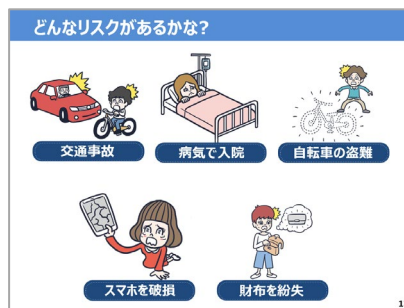 どんなリスクがあるかな?
交通事故
病気で入院
自転車の盗難
スマホを破損
財布を紛失
1